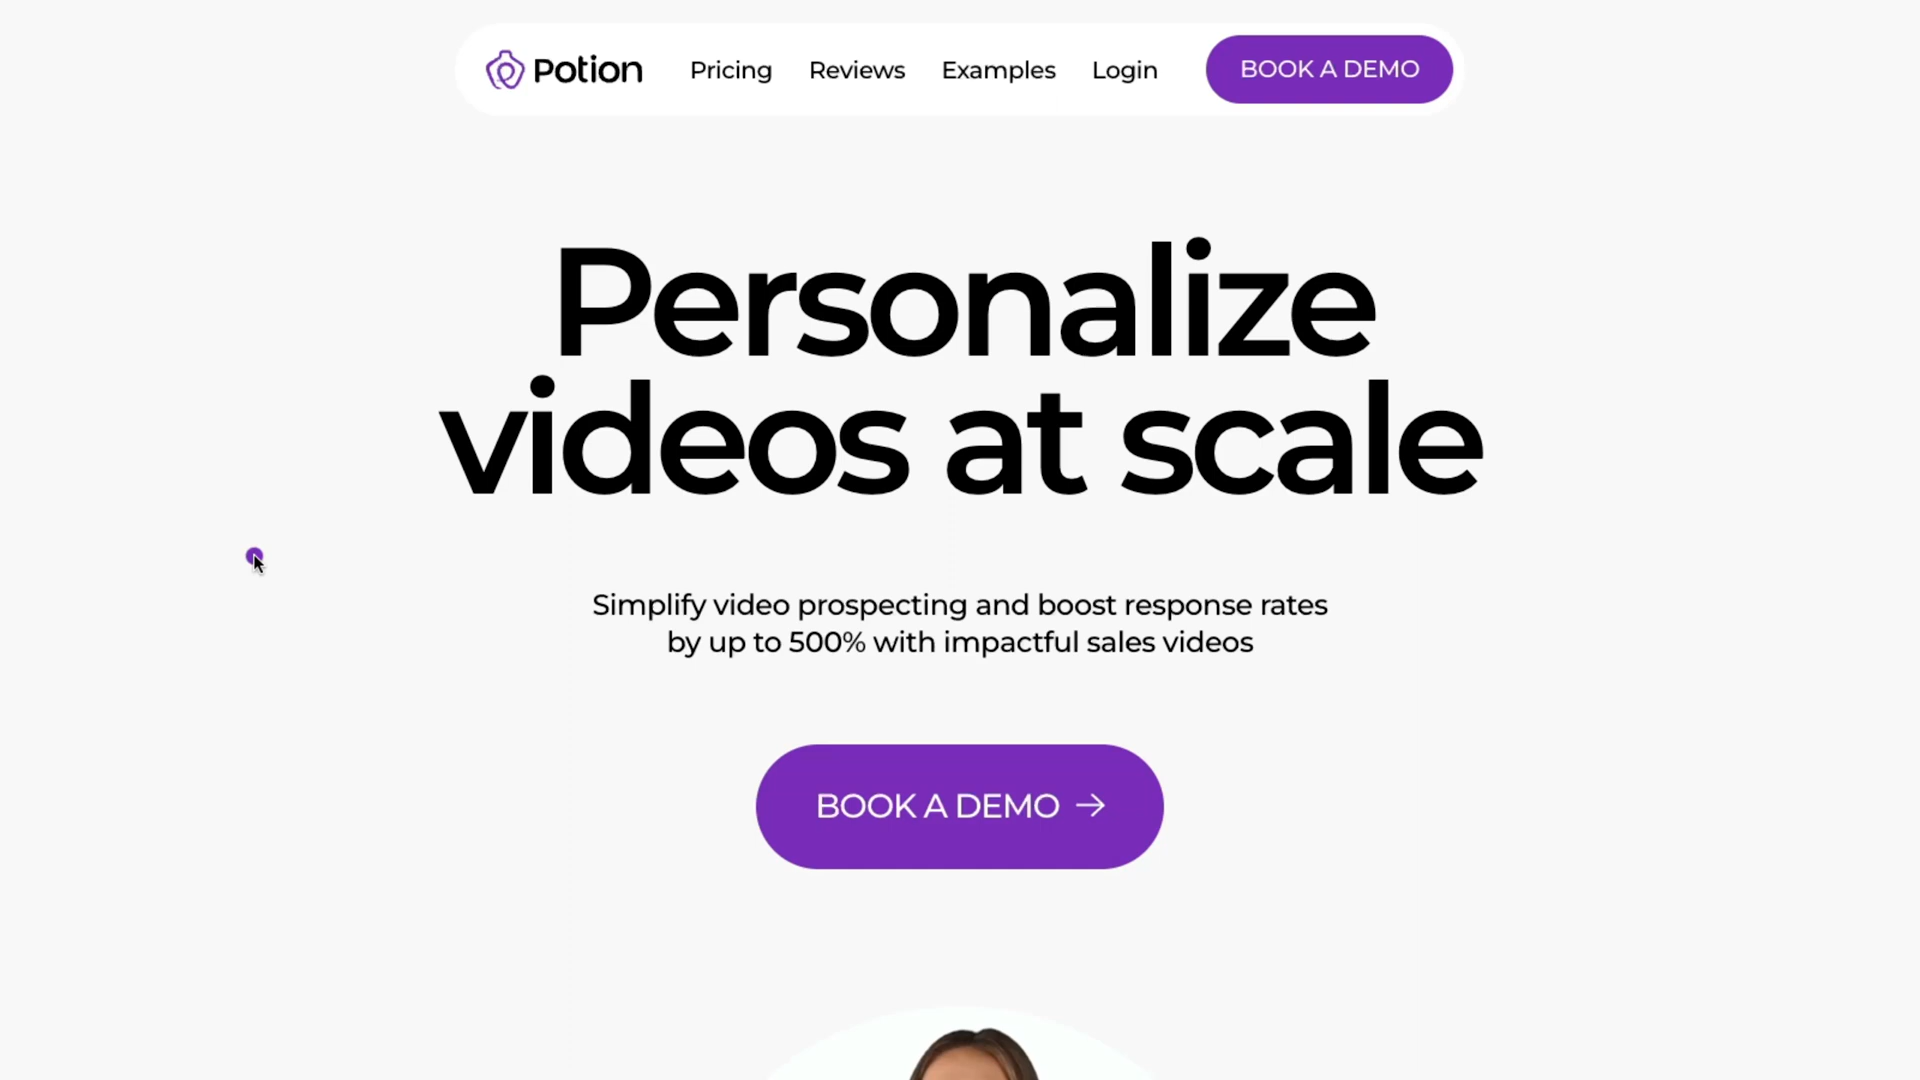 Potion Pricing Reviews Examples Login BOOK A DEMO
Personalize
videos at scale
Simplify video prospecting and boost response rates
by up to 500% with impactful sales videos
BOOK A DEMO →